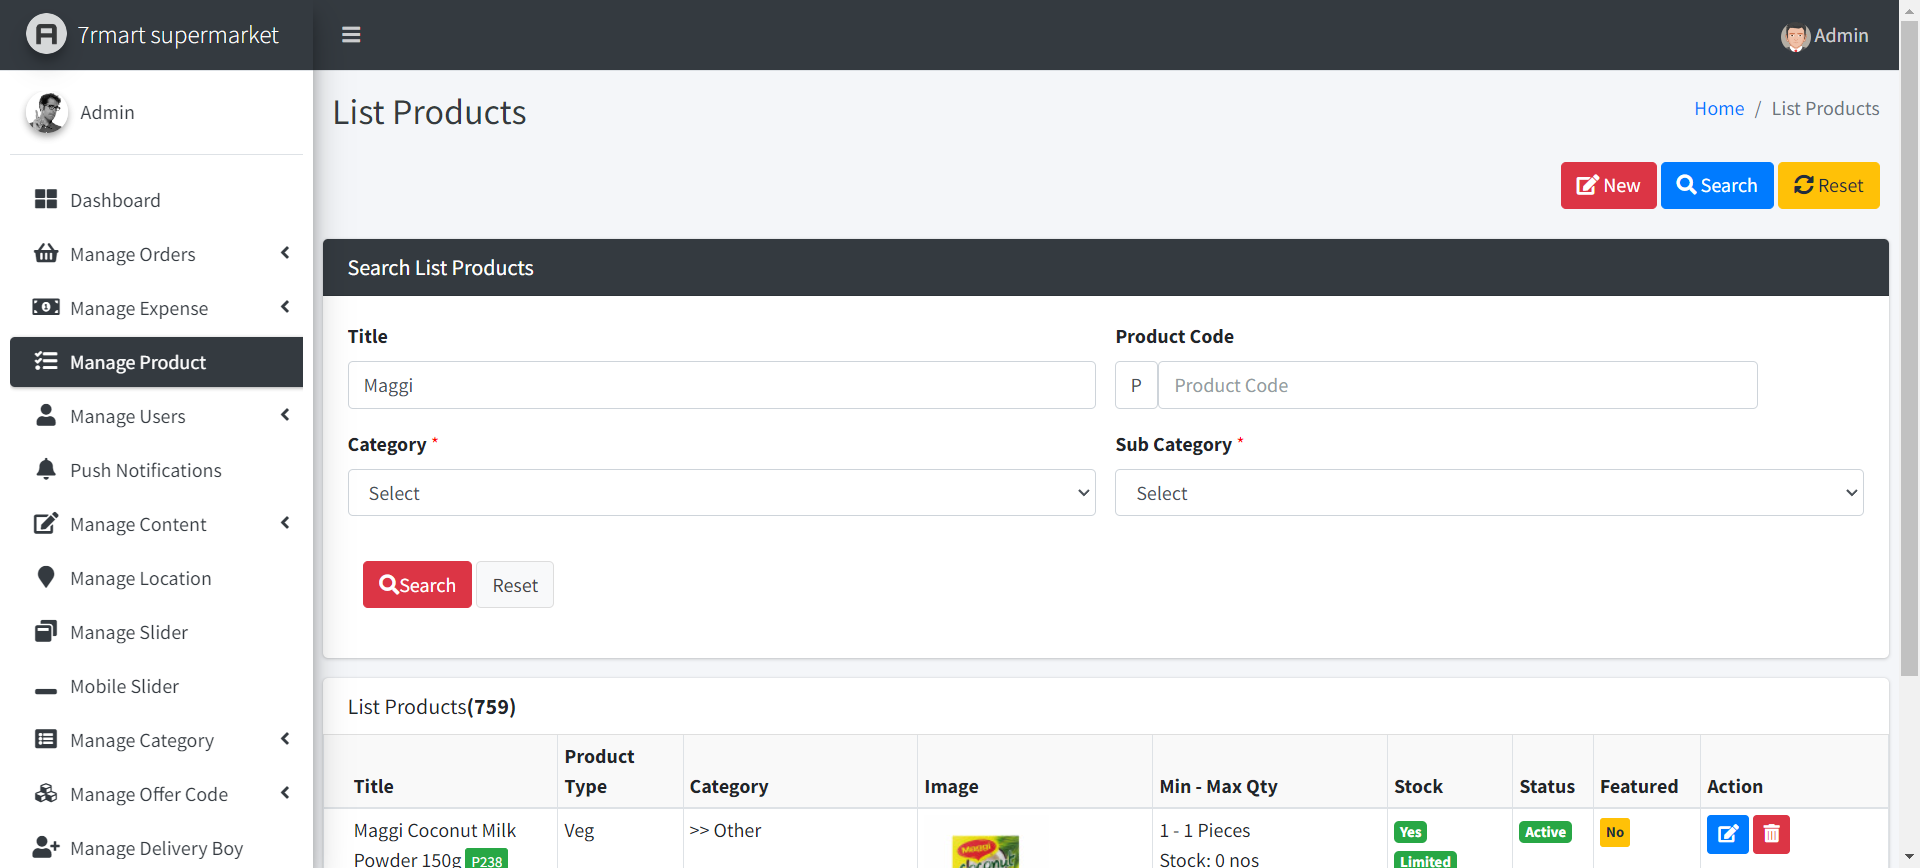 7rmart supermarket
Admin
Admin
Dashboard
Manage Orders
Manage Expense
Manage Product
Manage Users
Push Notifications
Manage Content
Manage Location
Manage Slider
Mobile Slider
Manage Category
Manage Offer Code
Manage Delivery Boy
List Products
Home / List Products
New Search Reset
Search List Products
Title
Maggi
Product Code
P Product Code
Category *
Select
Sub Category *
Select
Search Reset
List Products(759)
Title Product Type Category Image Min - Max Qty Stock Status Featured Action
Maggi Coconut Milk Veg >> Other 1 - 1 Pieces Yes Active No
Powder 150g P238 Maggi coconut Stock: 0 nos Limited